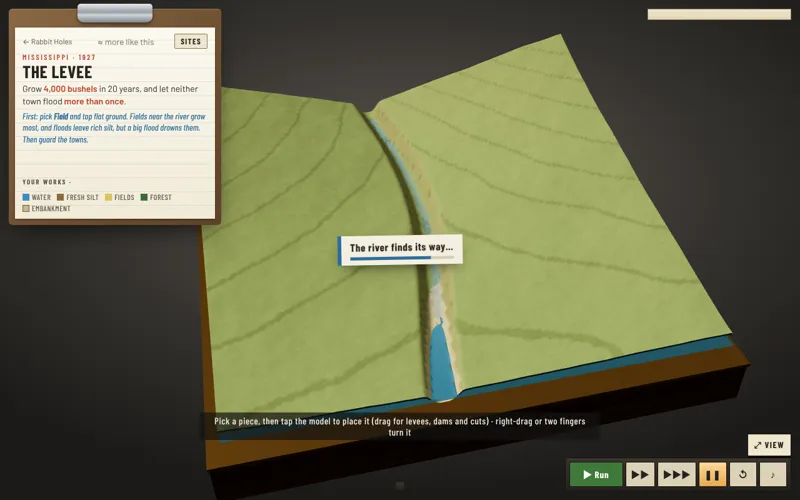 ← Rabbit Holes
≈ more like this
SITES
MISSISSIPPI · 1927
THE LEVEE
Grow 4,000 bushels in 20 years, and let neither
town flood more than once.
First: pick Field and tap flat ground. Fields near the river grow
most, and floods leave rich silt, but a big flood drowns them.
Then guard the towns.
YOUR WORKS ·
WATER FRESH SILT FIELDS FOREST
EMBANKMENT
The river finds its way...
Pick a piece, then tap the model to place it (drag for levees, dams and cuts) · right-drag or two fingers
turn it
⤢ VIEW
▶ Run